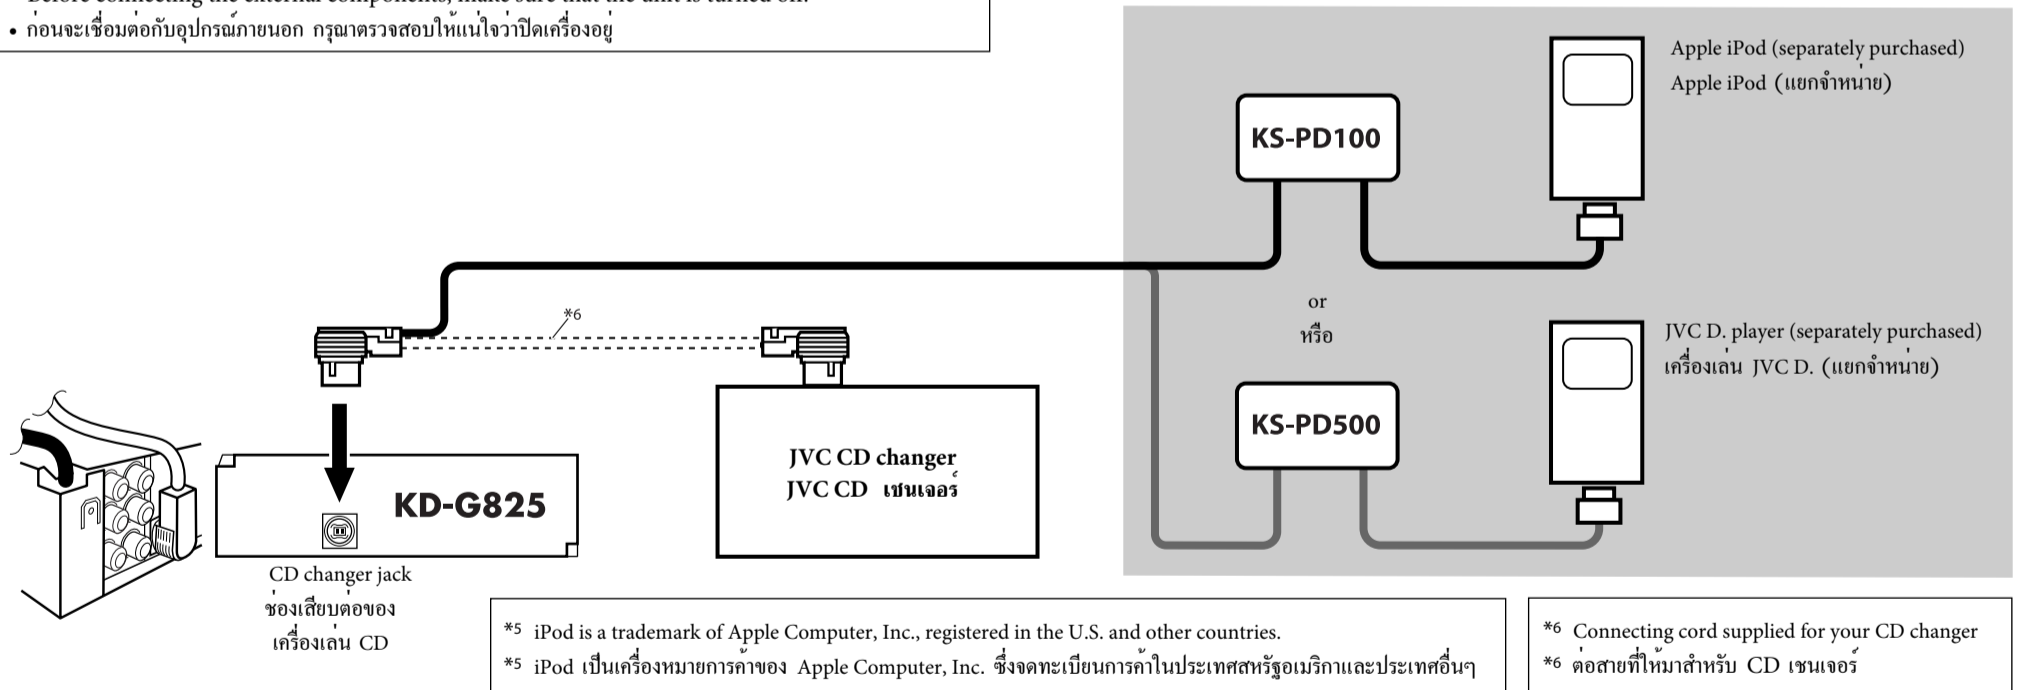 Before connecting the external components, make sure that the unit is turned off.
• ก่อนจะเชื่อมต่อกับอุปกรณ์ภายนอก กรุณาตรวจสอบให้แน่ใจว่าปิดเครื่องอยู่
Apple iPod (separately purchased)
Apple iPod (แยกจำหน่าย)
KS-PD100
or
หรือ
*6
JVC D. player (separately purchased)
เครื่องเล่น JVC D. (แยกจำหน่าย)
KS-PD500
JVC CD changer
JVC CD เชนเจอร์
KD-G825
CD changer jack
ช่องเสียบต่อของ
เครื่องเล่น CD
*5 iPod is a trademark of Apple Computer, Inc., registered in the U.S. and other countries.
*5 iPod เป็นเครื่องหมายการค้าของ Apple Computer, Inc. ซึ่งจดทะเบียนการค้าในประเทศสหรัฐอเมริกาและประเทศอื่นๆ
*6 Connecting cord supplied for your CD changer
*6 ต่อสายที่ให้มาสำหรับ CD เชนเจอร์